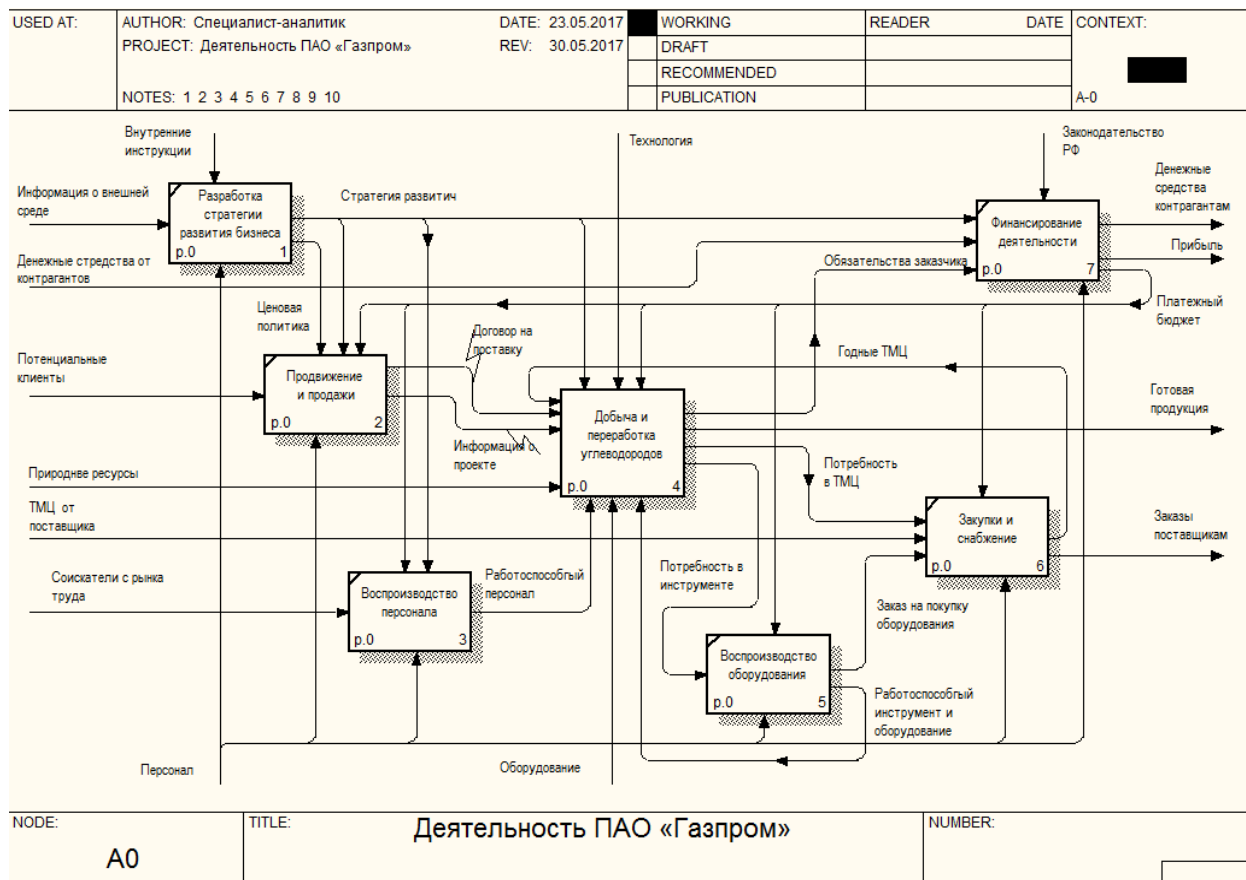 USED AT:
AUTHOR: Специалист-аналитик
DATE: 23.05.2017
WORKING
READER
DATE
CONTEXT:
PROJECT: Деятельность ПАО «Газпром»
REV: 30.05.2017
DRAFT
RECOMMENDED
NOTES: 1 2 3 4 5 6 7 8 9 10
PUBLICATION
A-0
Внутренние
инструкции
Технология
Законодательство
РФ
Информация о внешней
среде
Разработка
стратегии
развития бизнеса
р.0
1
Стратегия развитич
Денежные
средства
контрагантам
Финансирование
деятельности
р.0
7
Прибыль
Денежные стредства от
контрагантов
Обязательства заказчика
Платежный
бюджет
Ценовая
политика
Договор на
поставку
Годные ТМЦ
Потенциальные
клиенты
Продвижение
и продажи
р.0
2
Готовая
продукция
Добыча и
переработка
углеводородов
р.0
4
Информация о
проекте
Природнве ресурсы
Потребность
в ТМЦ
ТМЦ от
поставщика
Закупки и
снабжение
р.0
6
Заказы
поставщикам
Соискатели с рынка
труда
Воспроизводство
персонала
р.0
3
Работоспособгый
персонал
Потребность в
инструменте
Заказ на покупку
оборудования
Воспроизводство
оборудования
р.0
5
Работоспособгый
инструмент и
оборудование
Персонал
Оборудование
NODE:
A0
TITLE:
Деятельность ПАО «Газпром»
NUMBER: